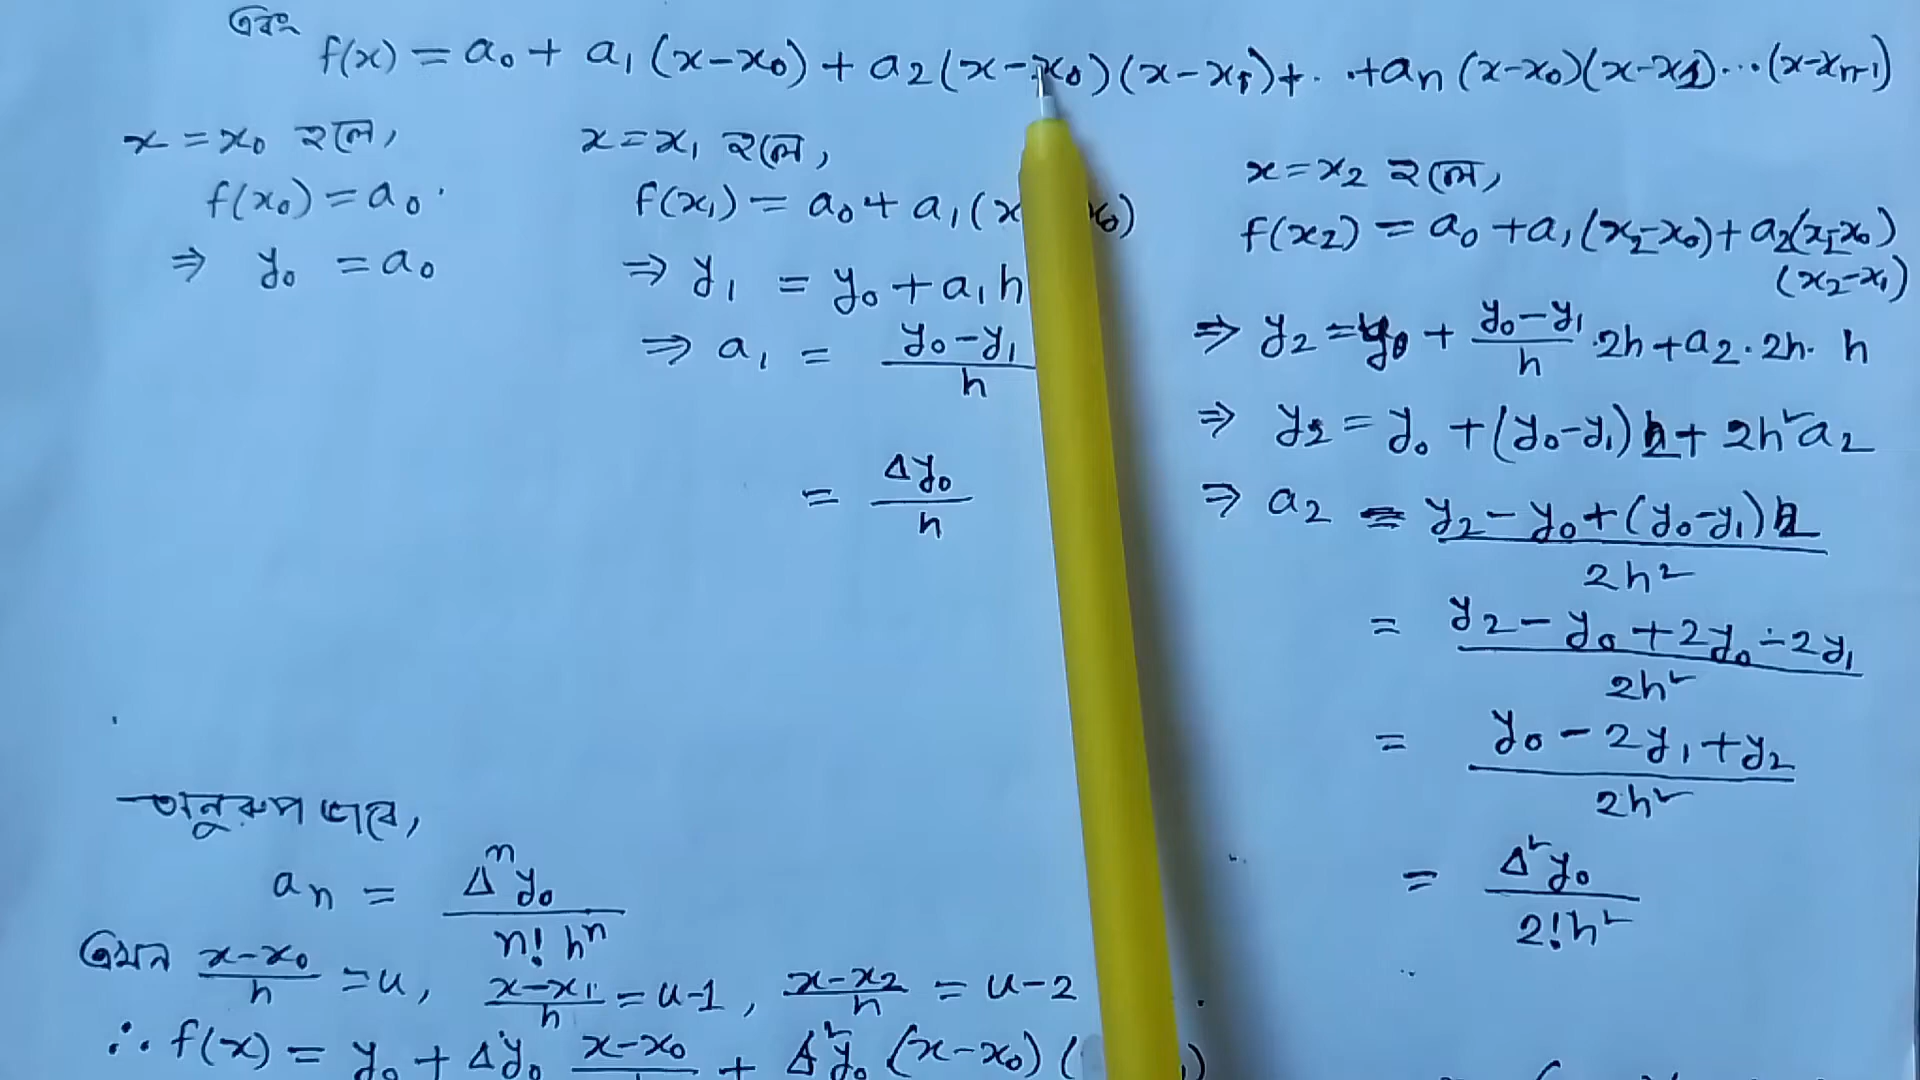 এবং
f(x) = a₀ + a₁(x-x₀) + a₂(x-x₀)(x-x₁)+ . . +aₙ(x-x₀)(x-x1)...(x-xₙ₋₁)
x = x₀ হলে,
f(x₀) = a₀.
⇒ y₀ = a₀
x = x₁ হলে,
f(x₁) = a₀ + a₁(x x₀)
⇒ y₁ = y₀ + a₁h
⇒ a₁ = (y₀-y₁)/h
= Δy₀/h
x = x₂ হলে,
f(x₂) = a₀ + a₁(x₂-x₀) + a₂(x₂-x₀)
(x₂-x₁)
⇒ y₂ = y₀ + (y₀-y₁)/h · 2h + a₂ · 2h · h
⇒ y₂ = y₀ + (y₀-y₁)2 + 2h²a₂
⇒ a₂ = (y₂ - y₀ + (y₀-y₁)2)/2h²
= (y₂ - y₀ + 2y₀ - 2y₁)/2h²
= (y₀ - 2y₁ + y₂)/2h²
= Δ²y₀/2!h²
অনুরূপ ভাবে,
aₙ = Δⁿy₀/n! hⁿ
এখন (x-x₀)/h = u, (x-x₁)/h = u-1, (x-x₂)/h = u-2
∴ f(x) = y₀ + Δy₀ (x-x₀) + Δ²y₀ (x-x₀)(